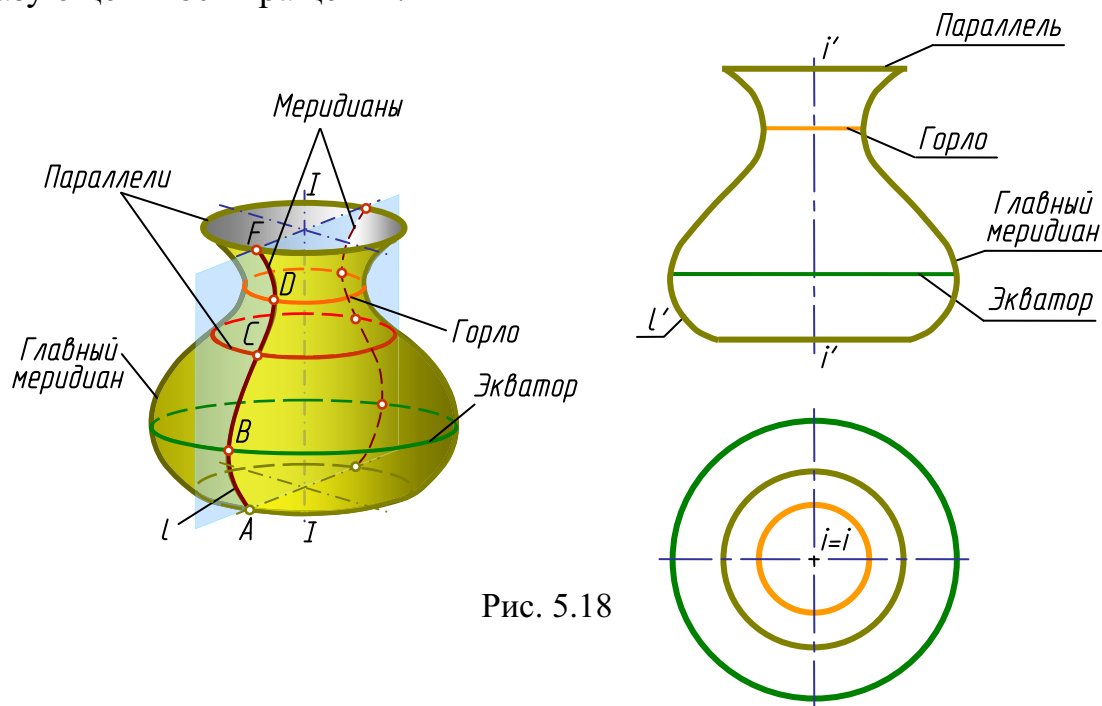 Меридианы
Параллели
I
F
D
C
Горло
Главный
меридиан
Экватор
B
l
A
I
Рис. 5.18
i'
Параллель
Горло
Главный
меридиан
Экватор
l'
i'
i=i